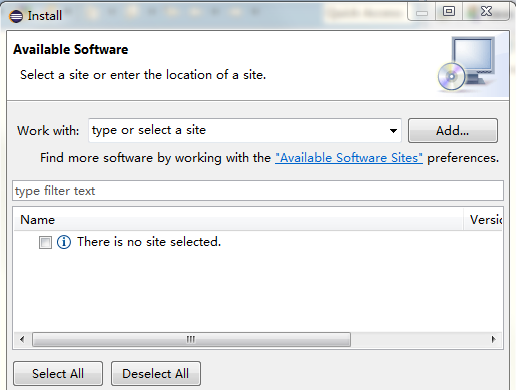 Install
Available Software
Select a site or enter the location of a site.
Work with: type or select a site Add...
Find more software by working with the "Available Software Sites" preferences.
type filter text
Name Versio
There is no site selected.
Select All Deselect All